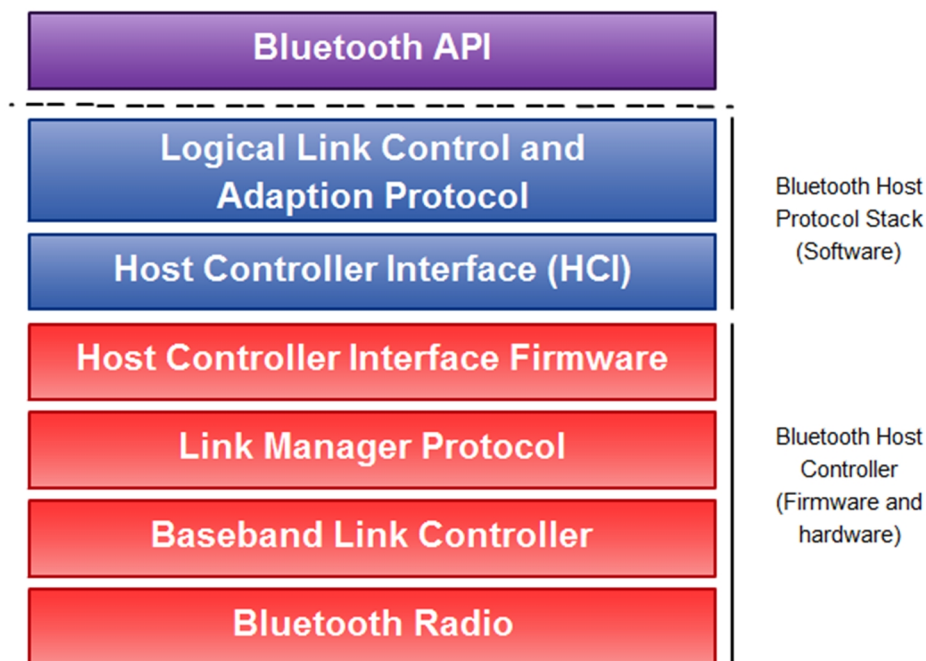 Bluetooth API
Logical Link Control and
Adaption Protocol
Host Controller Interface (HCI)
Bluetooth Host
Protocol Stack
(Software)
Host Controller Interface Firmware
Link Manager Protocol
Baseband Link Controller
Bluetooth Radio
Bluetooth Host
Controller
(Firmware and
hardware)